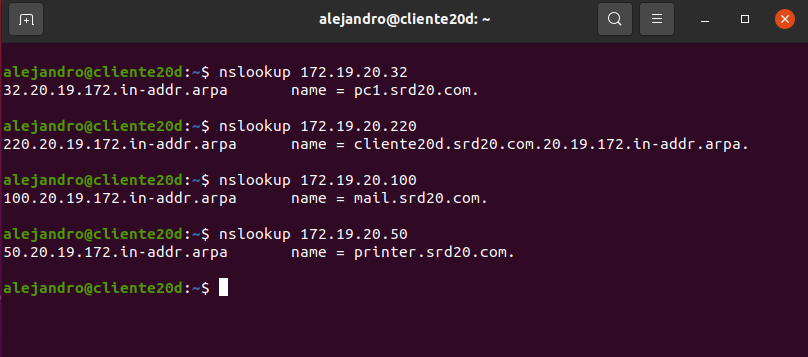 alejandro@cliente20d: ~
alejandro@cliente20d:~$ nslookup 172.19.20.32
32.20.19.172.in-addr.arpa       name = pc1.srd20.com.
alejandro@cliente20d:~$ nslookup 172.19.20.220
220.20.19.172.in-addr.arpa      name = cliente20d.srd20.com.20.19.172.in-addr.arpa.
alejandro@cliente20d:~$ nslookup 172.19.20.100
100.20.19.172.in-addr.arpa      name = mail.srd20.com.
alejandro@cliente20d:~$ nslookup 172.19.20.50
50.20.19.172.in-addr.arpa       name = printer.srd20.com.
alejandro@cliente20d:~$